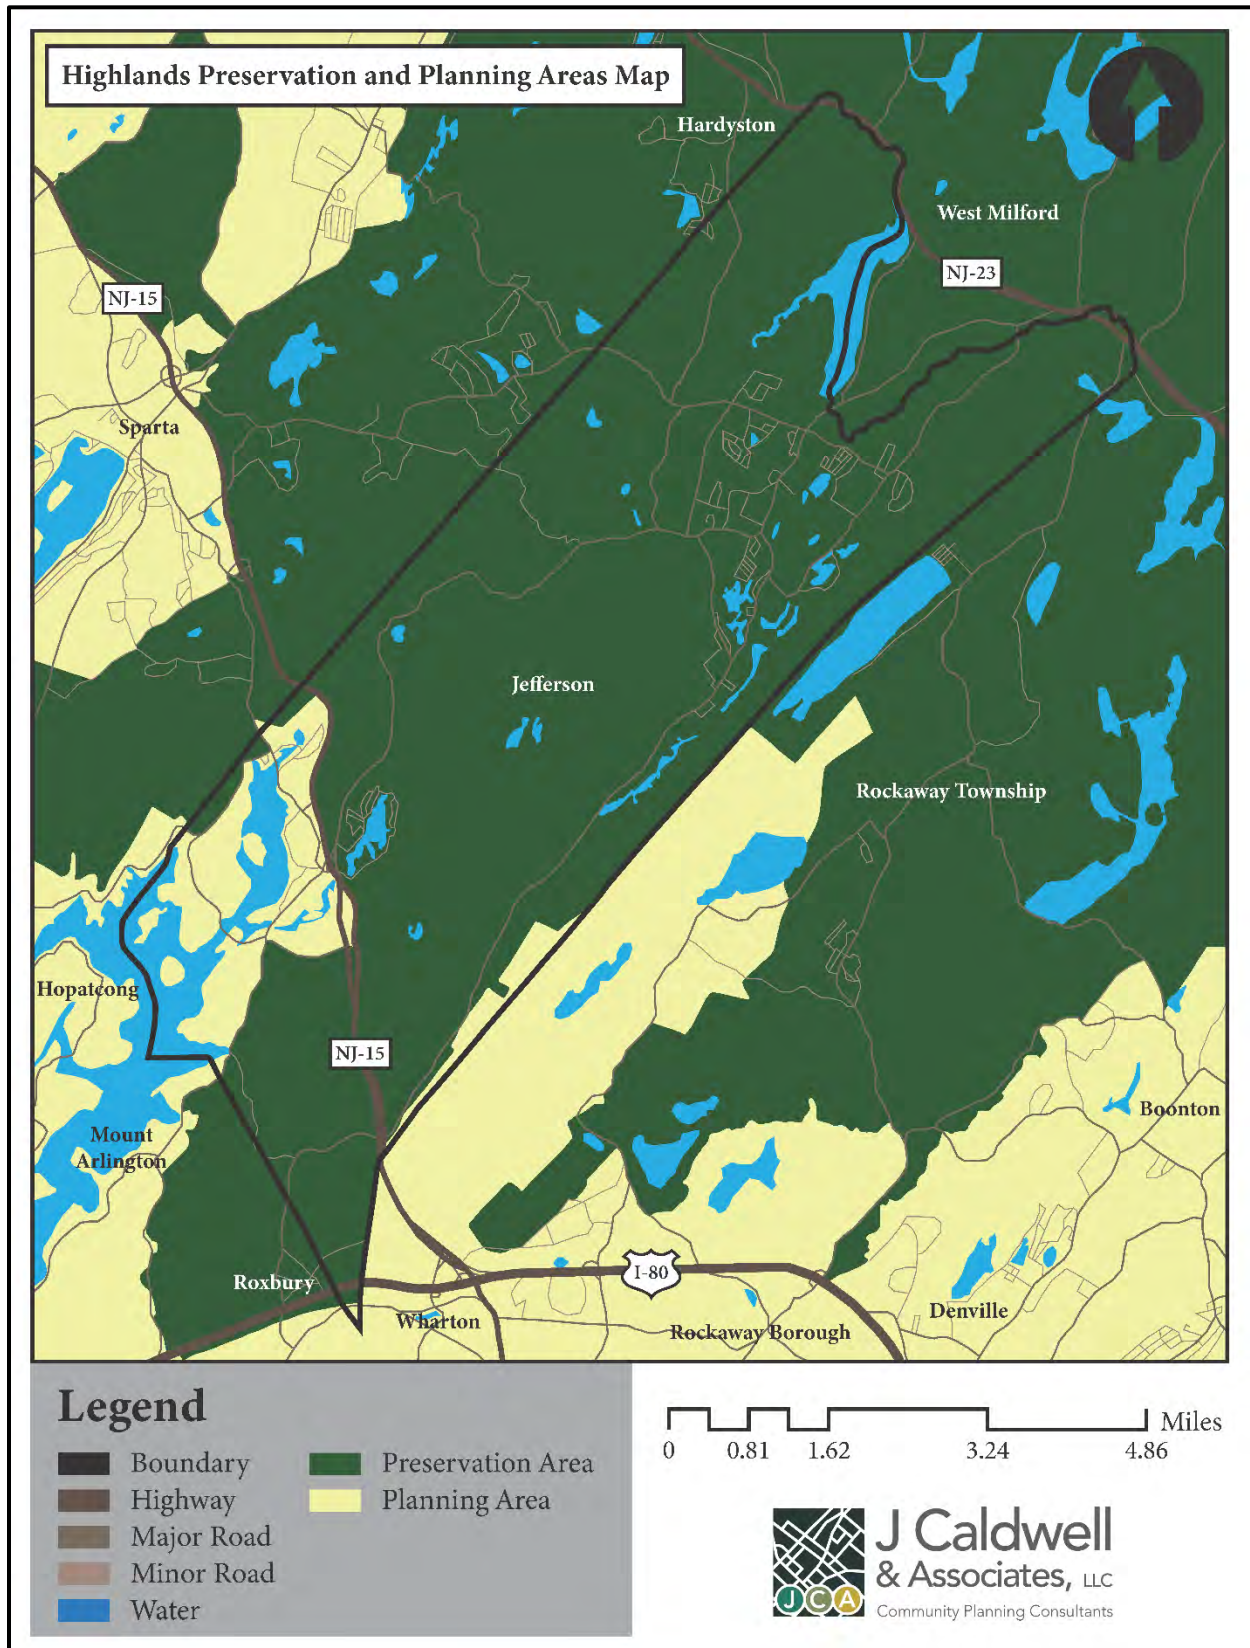 Highlands Preservation and Planning Areas Map
Hardyston
West Milford
NJ-23
NJ-15
Sparta
Jefferson
Rockaway Township
Hopatcong
NJ-15
Mount
Arlington
Boonton
Roxbury
I-80
Wharton
Rockaway Borough
Denville
Legend
Boundary
Highway
Major Road
Minor Road
Water
Preservation Area
Planning Area
Miles
0 0.81 1.62 3.24 4.86
J Caldwell
& Associates, LLC
JCA
Community Planning Consultants